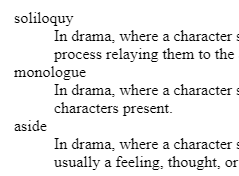 soliloquy
In drama, where a character
process relaying them to the
monologue
In drama, where a character
characters present.
aside
In drama, where a character
usually a feeling, thought, or